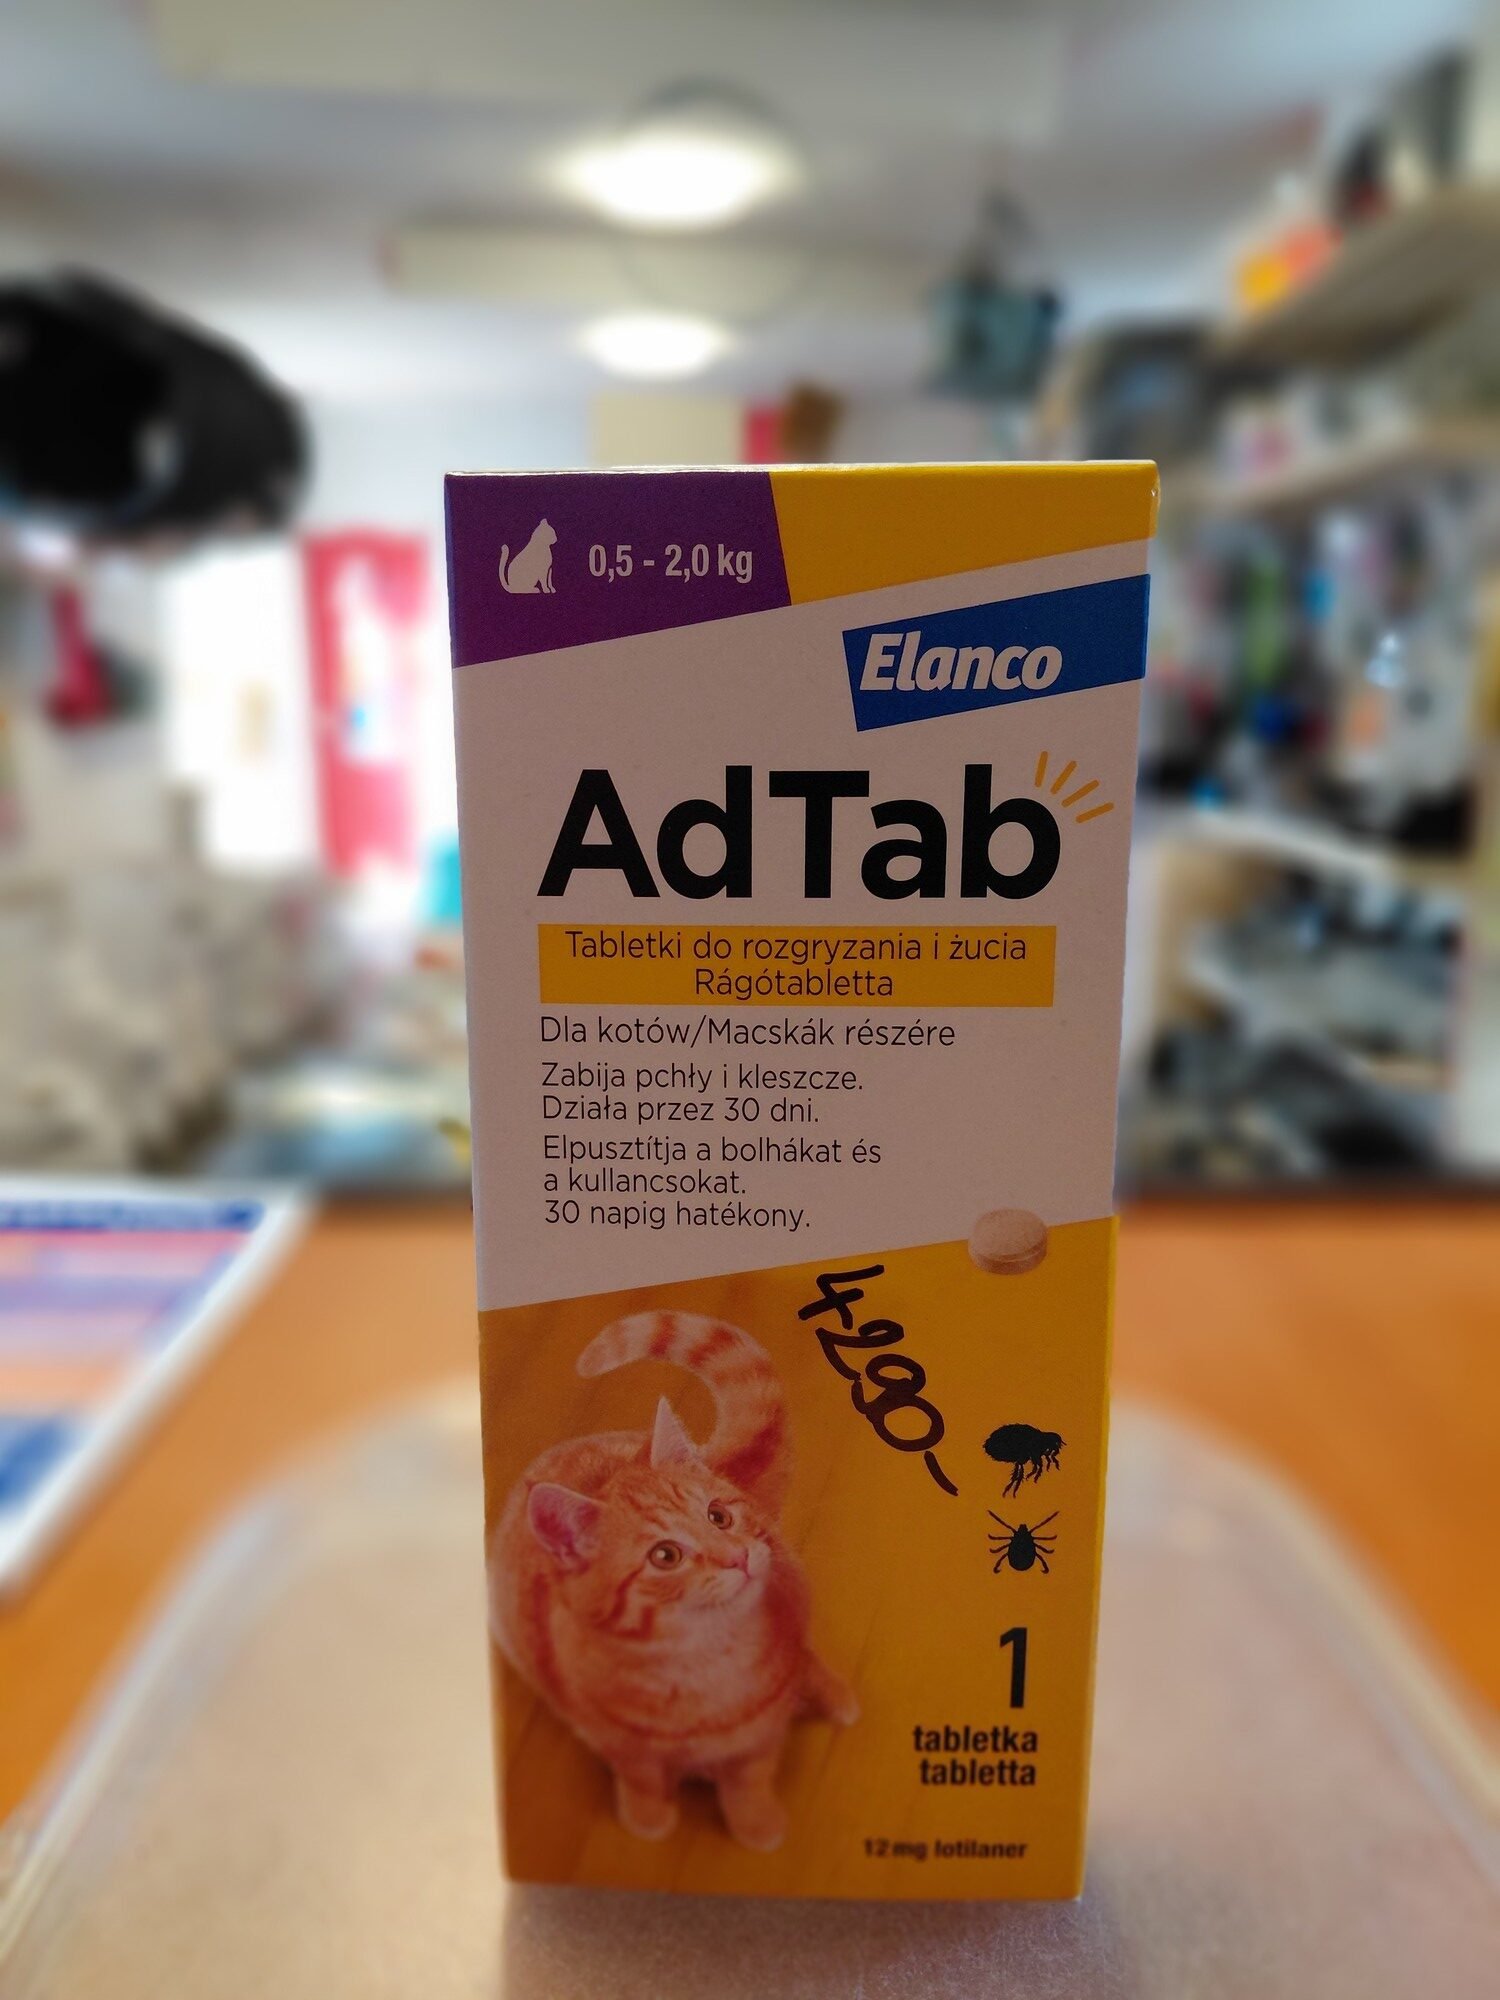 0,5 - 2,0 kg
Elanco
AdTab
Tabletki do rozgryzania i żucia
Rágótabletta
Dla kotów/Macskák részére
Zabija pchły i kleszcze.
Działa przez 30 dni.
Elpusztítja a bolhákat és
a kullancsokat.
30 napig hatékony.
4290-
1
tabletka
tabletta
12 mg lotilaner